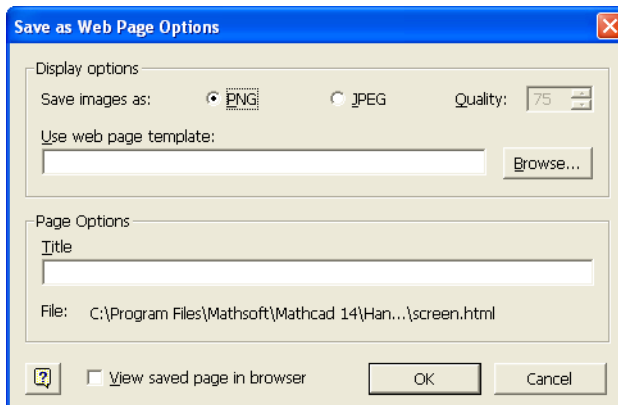 Save as Web Page Options
Display options
Save images as: PNG JPEG Quality: 75
Use web page template:
Browse...
Page Options
Title
File: C:\Program Files\Mathsoft\Mathcad 14\Han...\screen.html
? View saved page in browser OK Cancel